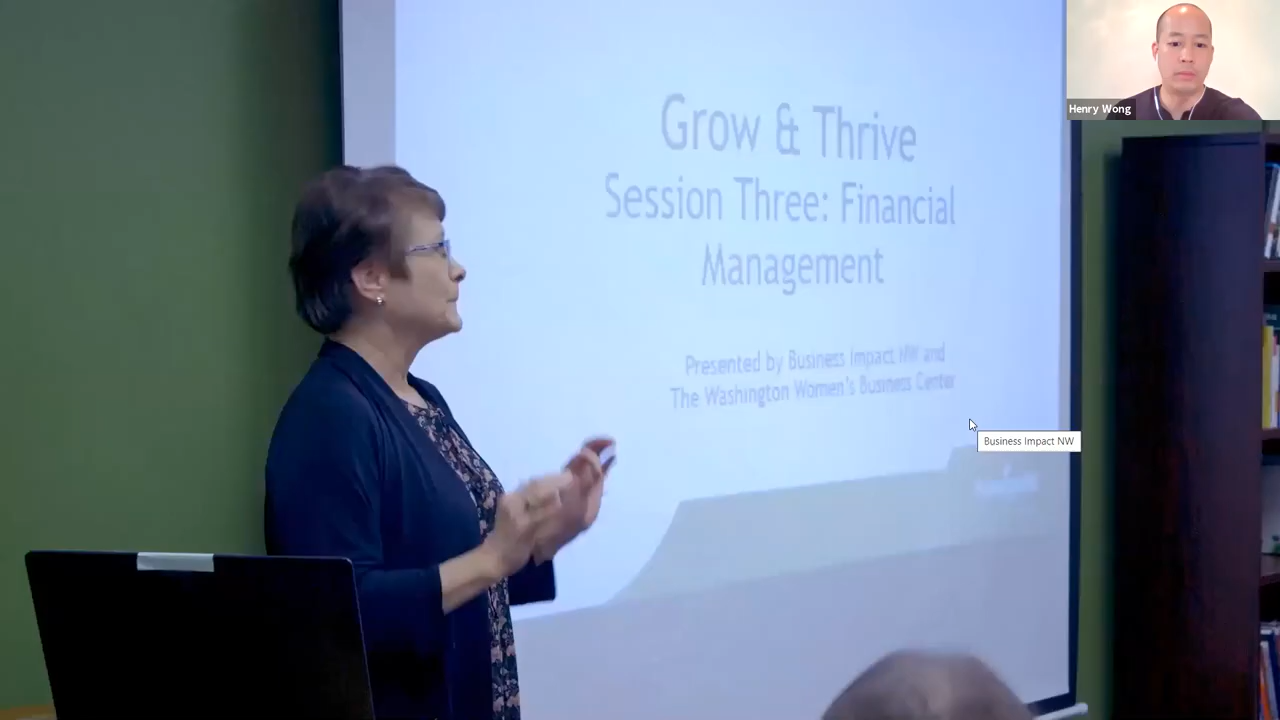 Henry Wong
Grow & Thrive
Session Three: Financial
Management
Presented by Business Impact NW and
The Washington Women's Business Center
Business Impact NW